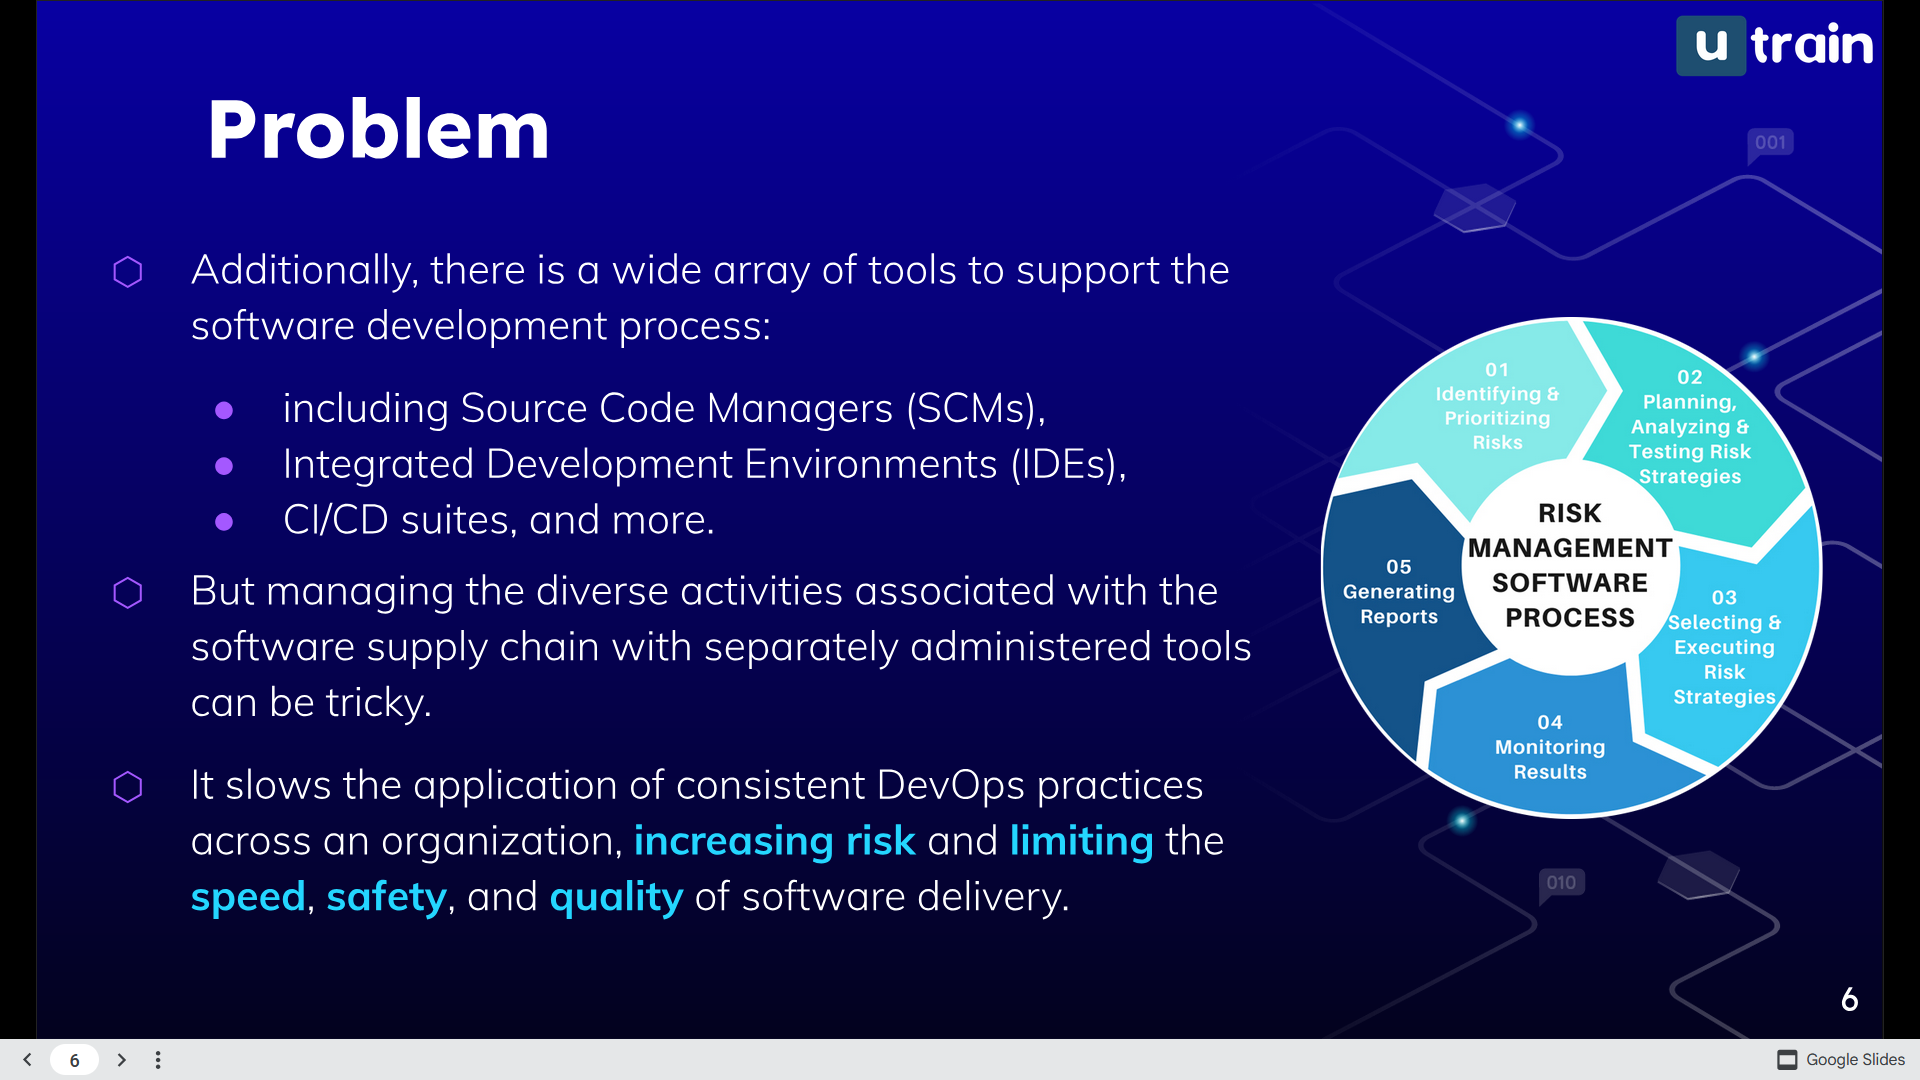 u train
Problem
001
Additionally, there is a wide array of tools to support the
software development process:
including Source Code Managers (SCMs),
Integrated Development Environments (IDEs),
CI/CD suites, and more.
But managing the diverse activities associated with the
software supply chain with separately administered tools
can be tricky.
It slows the application of consistent DevOps practices
across an organization, increasing risk and limiting the
speed, safety, and quality of software delivery.
01
Identifying &
Prioritizing
Risks
02
Planning,
Analyzing &
Testing Risk
Strategies
RISK
MANAGEMENT
SOFTWARE
PROCESS
03
Selecting &
Executing
Risk
Strategies
04
Monitoring
Results
05
Generating
Reports
010
6
6
Google Slides